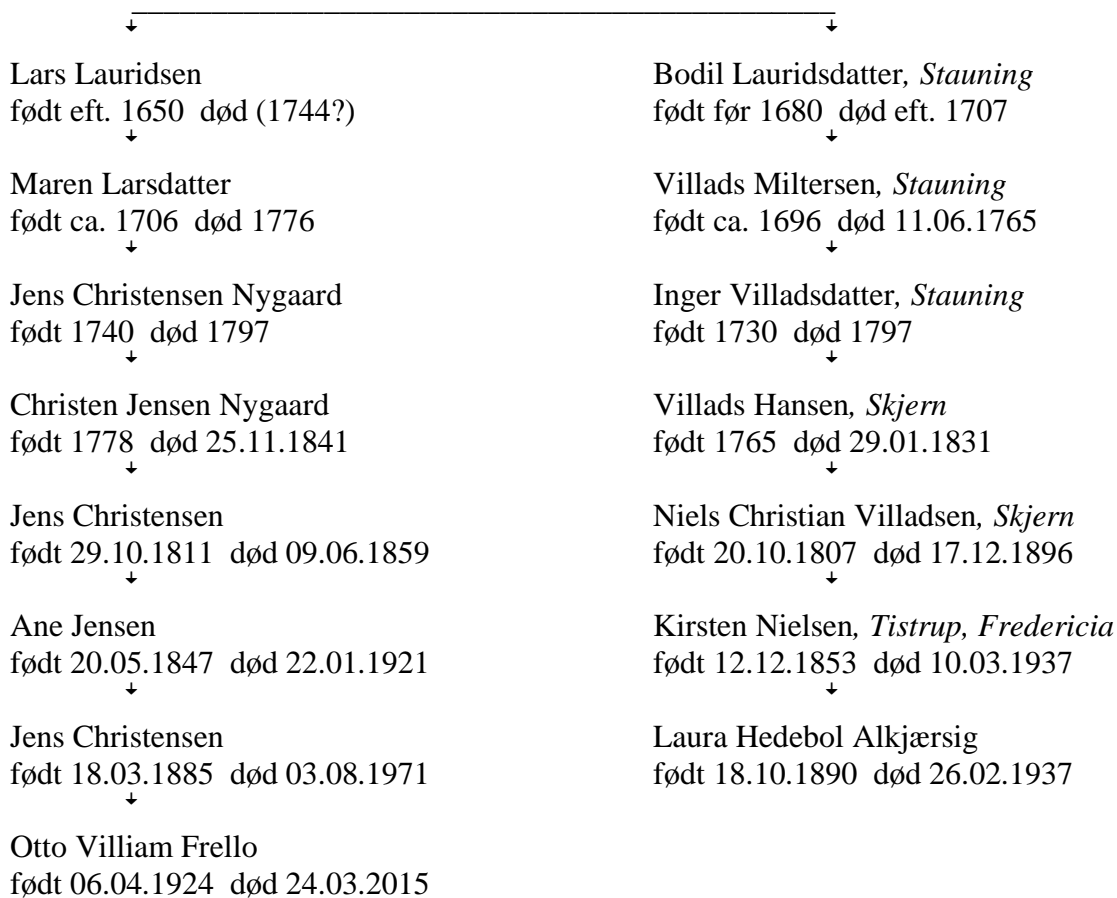 Lars Lauridsen
født eft. 1650 død (1744?)
Maren Larsdatter
født ca. 1706 død 1776
Jens Christensen Nygaard
født 1740 død 1797
Christen Jensen Nygaard
født 1778 død 25.11.1841
Jens Christensen
født 29.10.1811 død 09.06.1859
Ane Jensen
født 20.05.1847 død 22.01.1921
Jens Christensen
født 18.03.1885 død 03.08.1971
Otto Villiam Frello
født 06.04.1924 død 24.03.2015
Bodil Lauridsdatter, Stauning
født før 1680 død eft. 1707
Villads Miltersen, Stauning
født ca. 1696 død 11.06.1765
Inger Villadsdatter, Stauning
født 1730 død 1797
Villads Hansen, Skjern
født 1765 død 29.01.1831
Niels Christian Villadsen, Skjern
født 20.10.1807 død 17.12.1896
Kirsten Nielsen, Tistrup, Fredericia
født 12.12.1853 død 10.03.1937
Laura Hedebol Alkjærsig
født 18.10.1890 død 26.02.1937